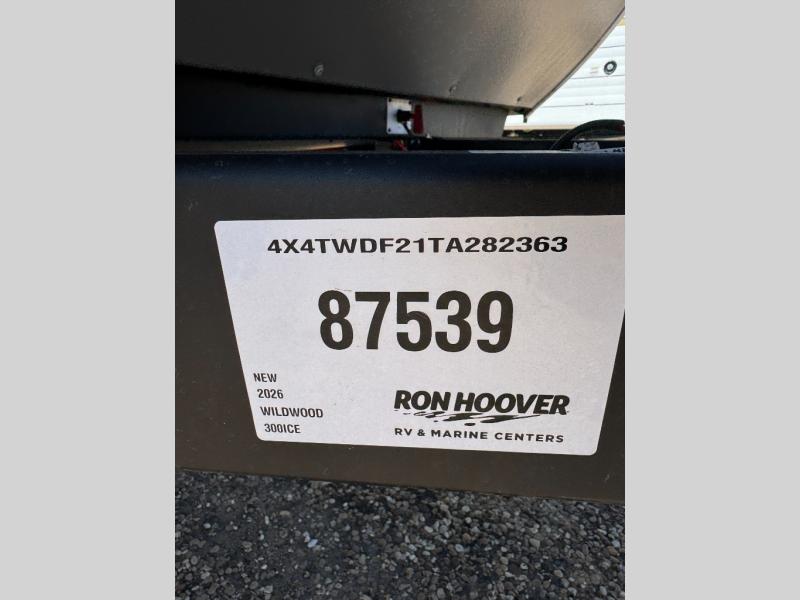 4X4TWDF21TA282363
87539
NEW
2026
WILDWOOD
300ICE
RON HOOVER
RV & MARINE CENTERS